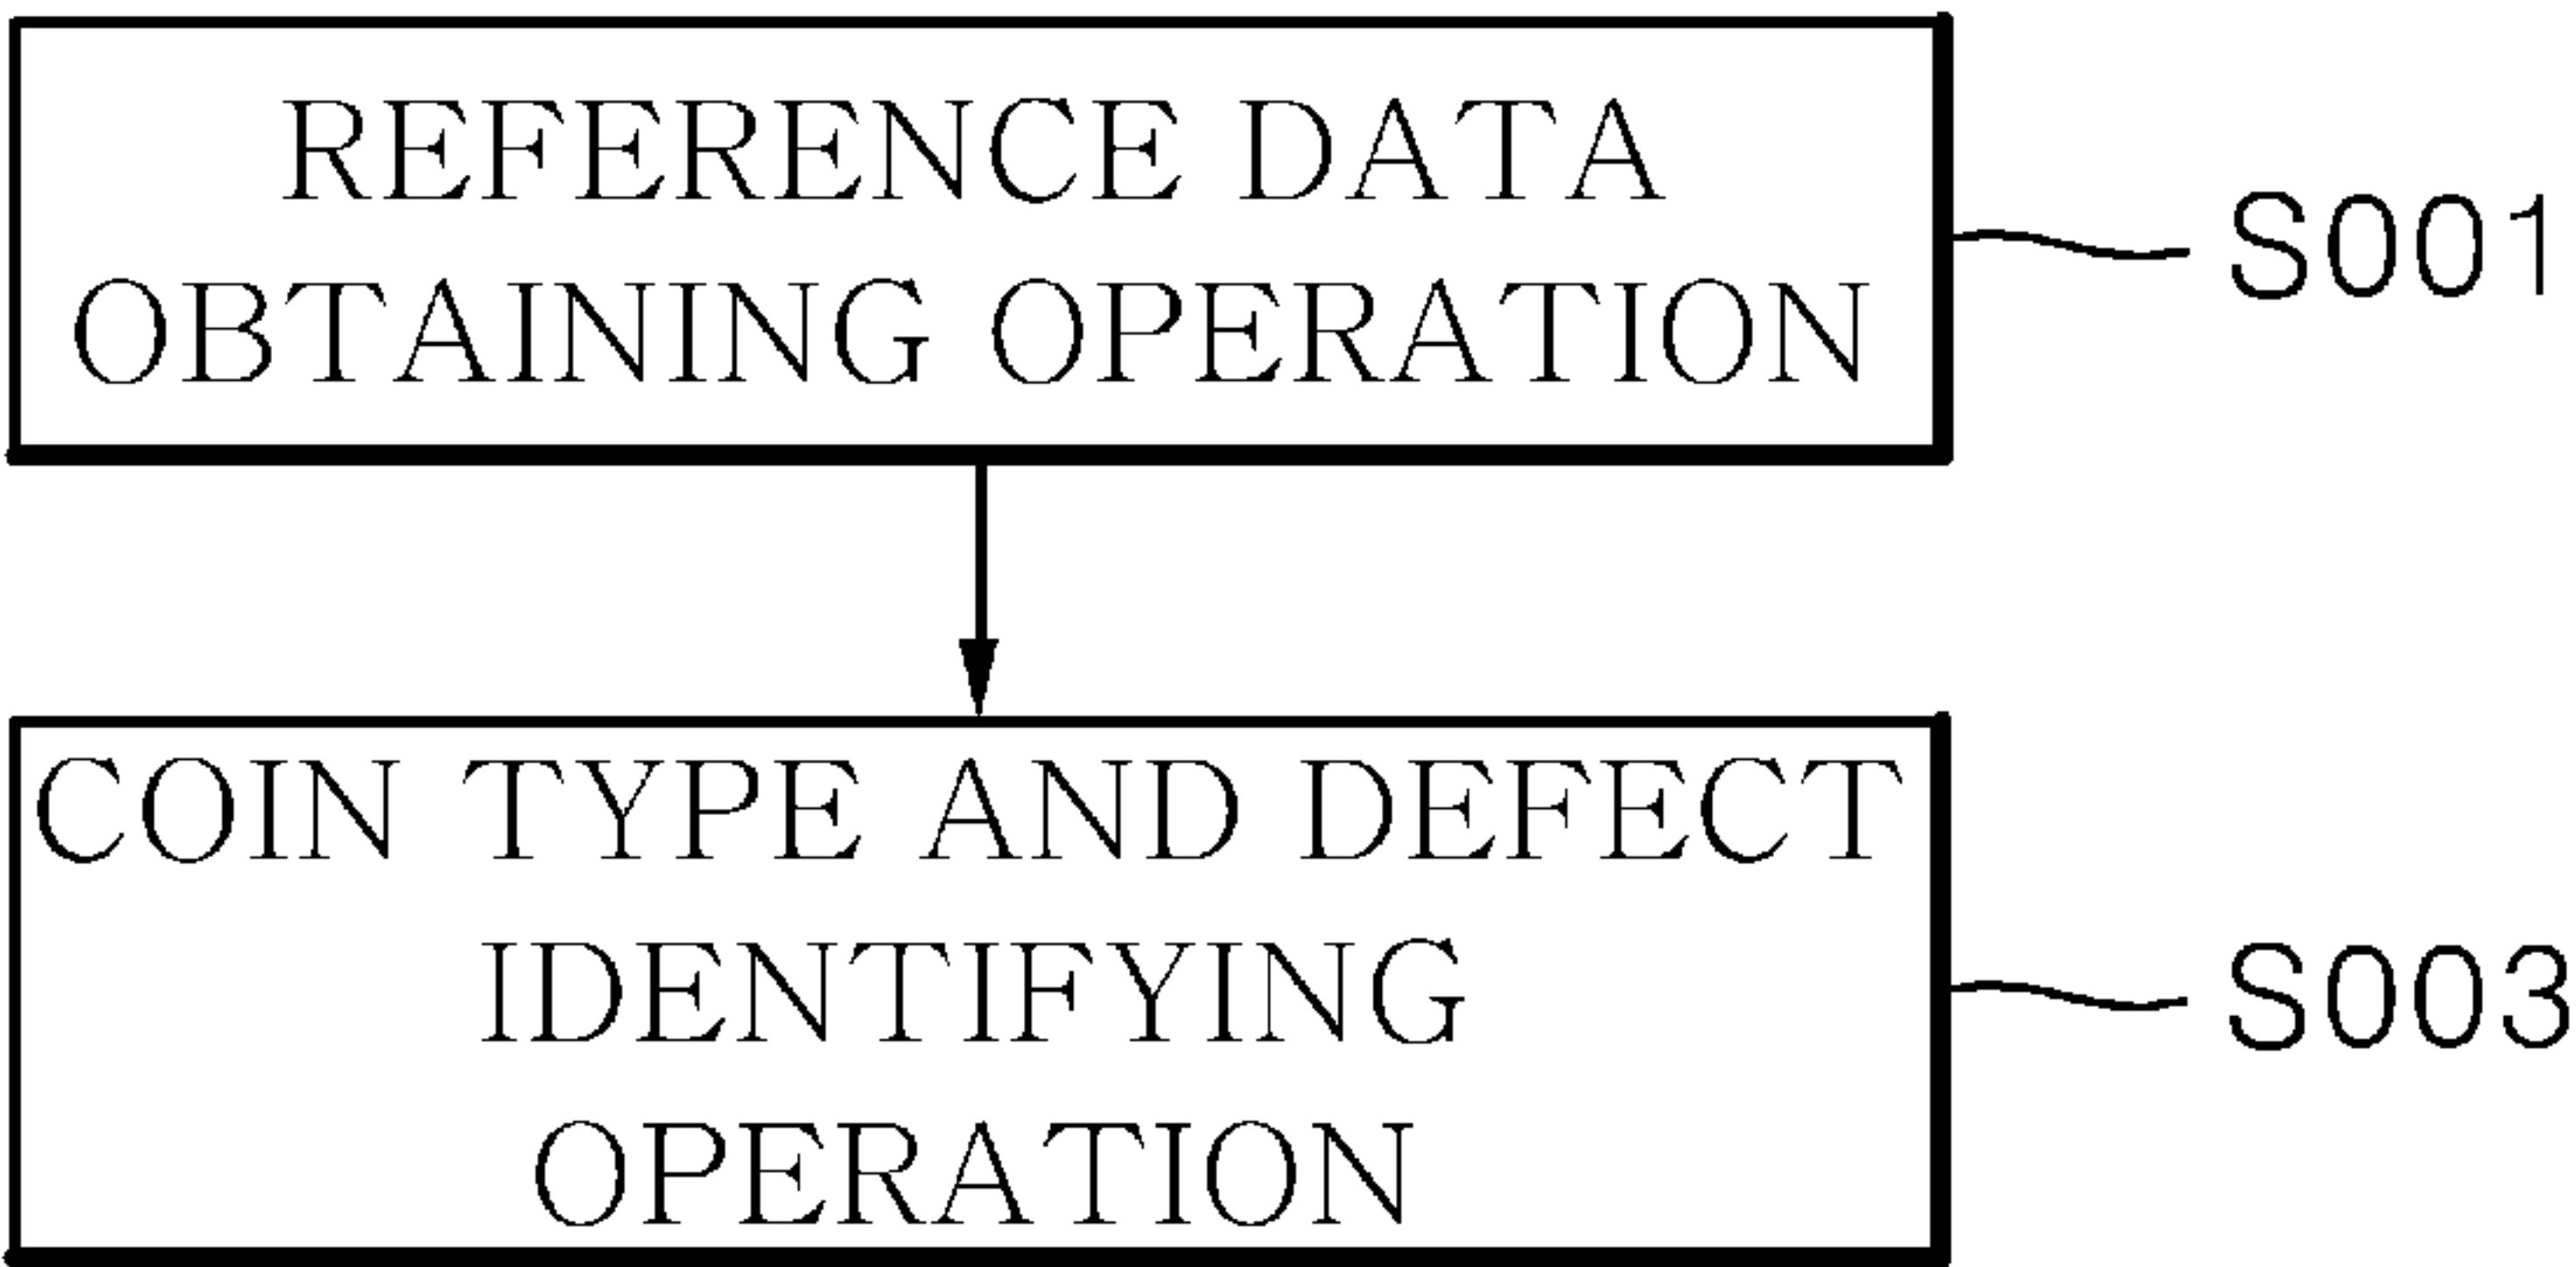 REFERENCE DATA
OBTAINING OPERATION
S001
COIN TYPE AND DEFECT
IDENTIFYING
OPERATION
S003